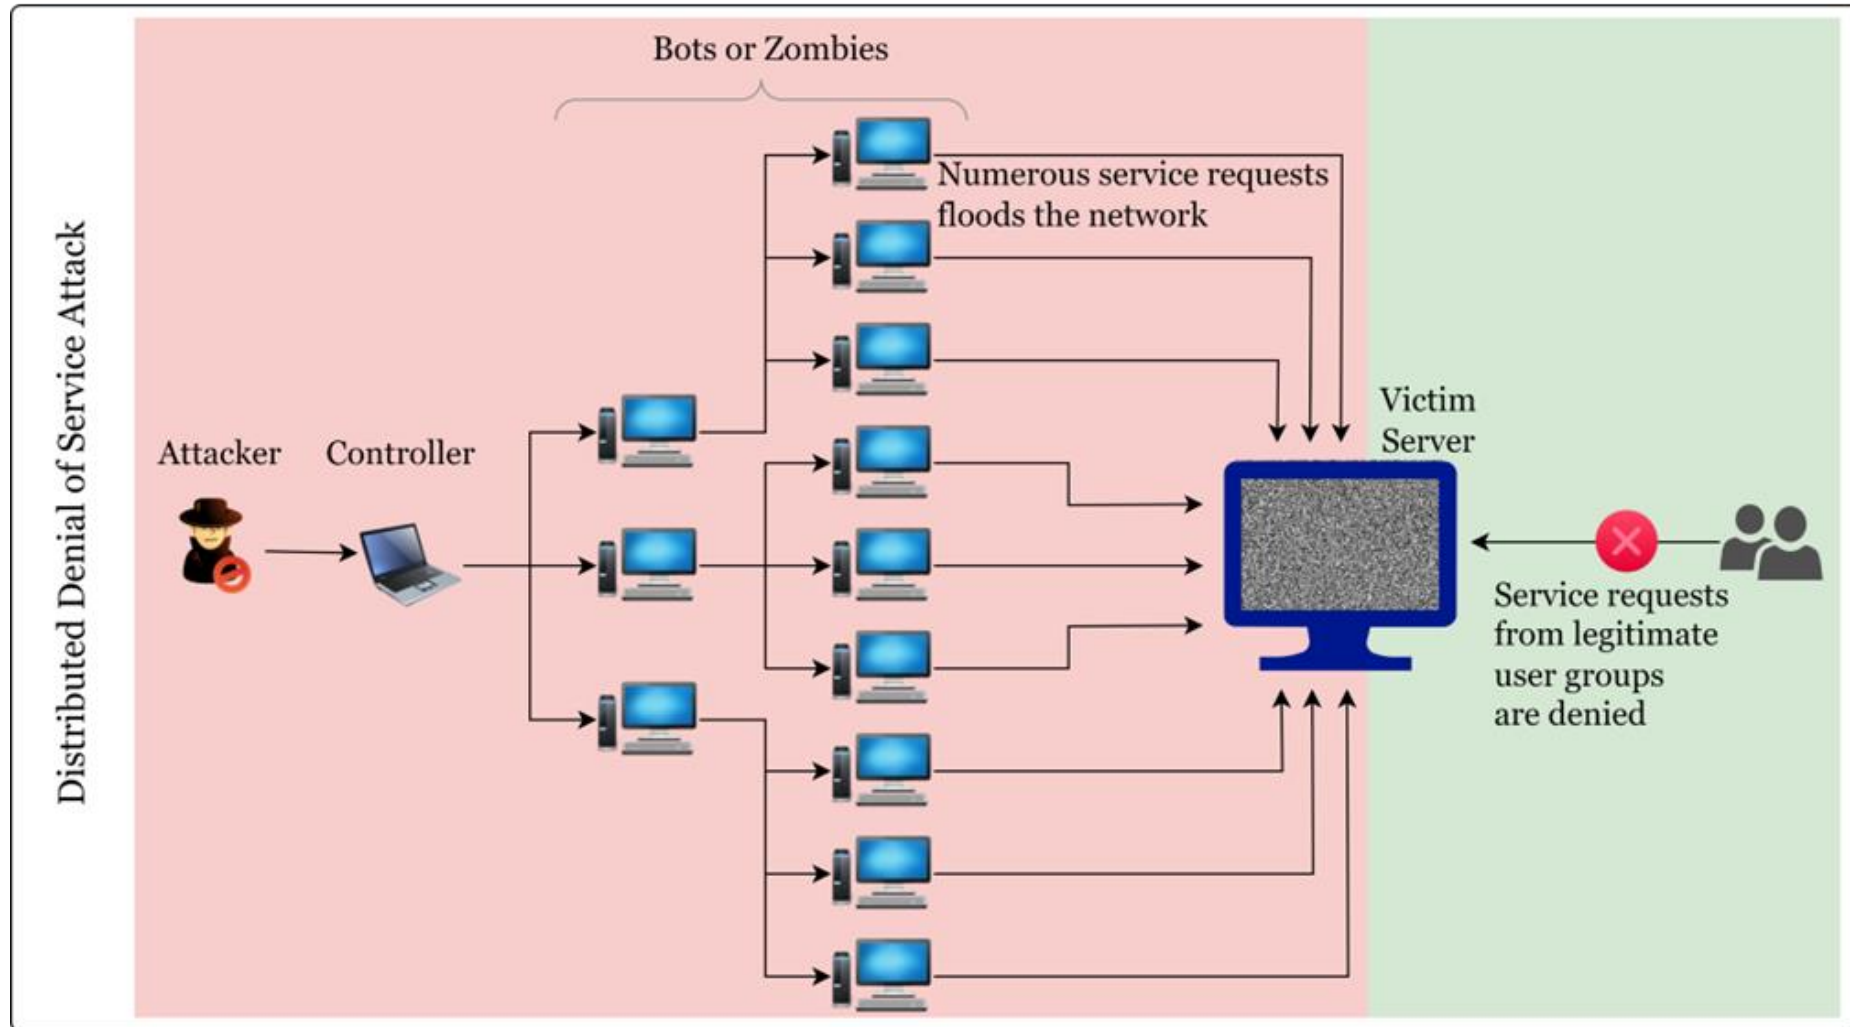 Distributed Denial of Service Attack
Bots or Zombies
Numerous service requests
floods the network
Attacker
Controller
Victim
Server
Service requests
from legitimate
user groups
are denied